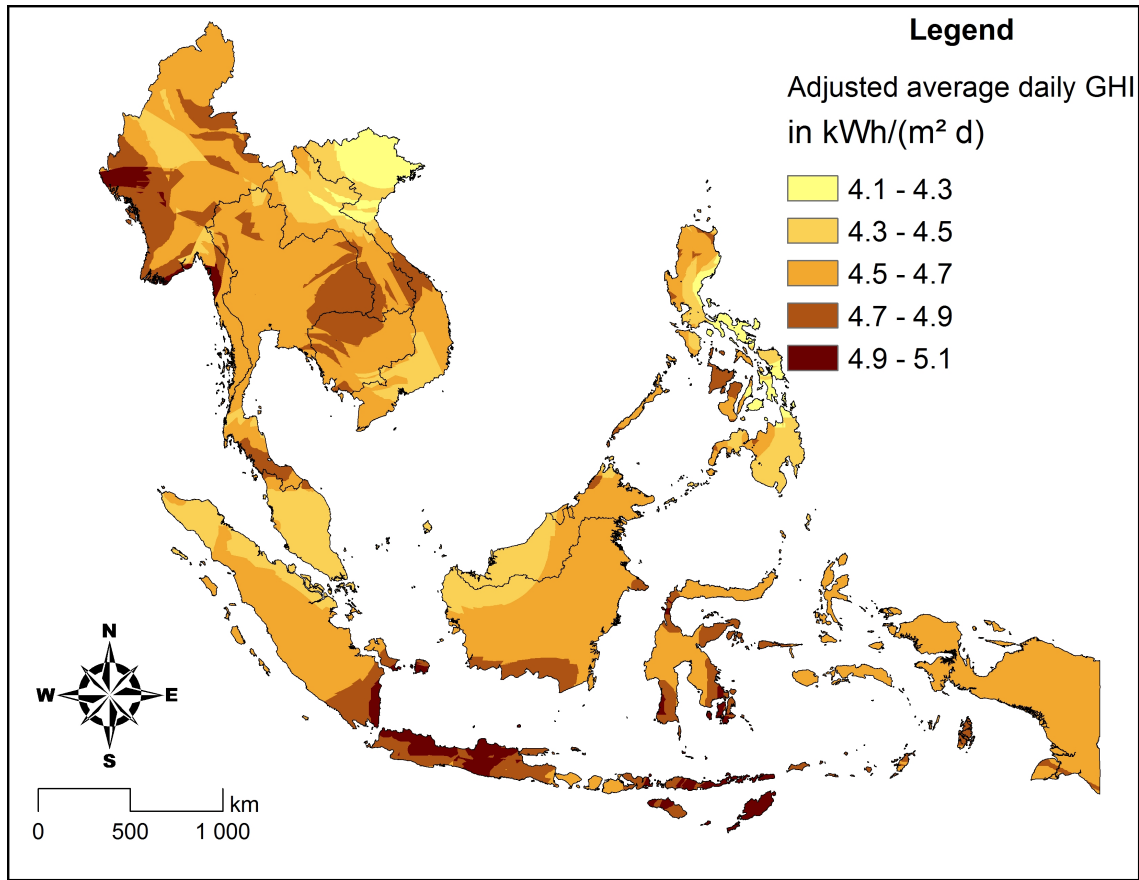 Legend
Adjusted average daily GHI
in kWh/(m² d)
4.1 - 4.3
4.3 - 4.5
4.5 - 4.7
4.7 - 4.9
4.9 - 5.1
N
W E
S
km
0 500 1 000